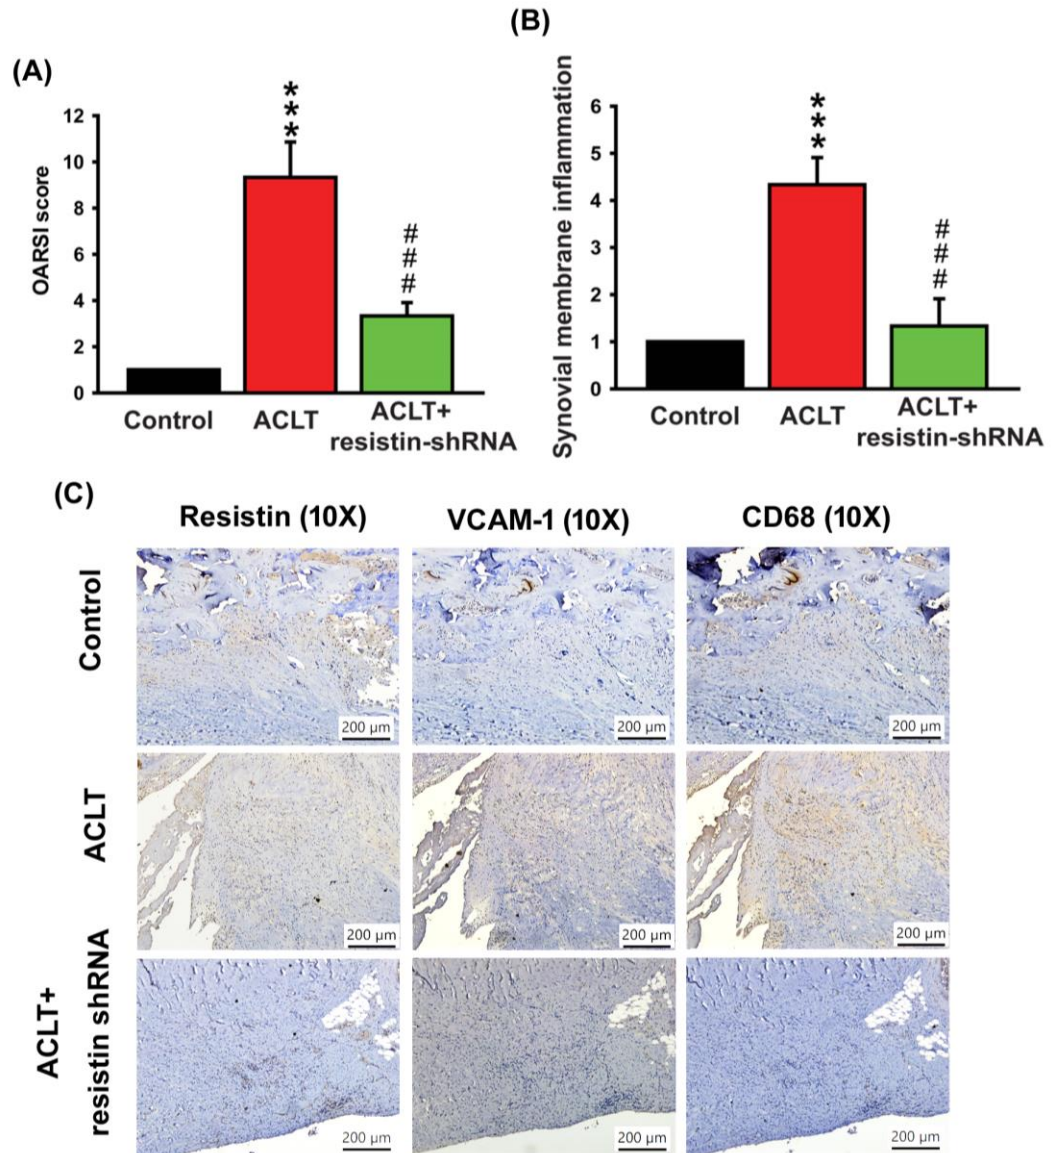 (A)
OARSI score
12
10
8
6
4
2
0
***
###
Control
ACLT
ACLT+
resistin-shRNA
(B)
Synovial membrane inflammation
6
5
4
3
2
1
0
***
###
Control
ACLT
ACLT+
resistin-shRNA
(C)
Resistin (10X)
VCAM-1 (10X)
CD68 (10X)
Control
200 μm
200 μm
200 μm
ACLT
200 μm
200 μm
200 μm
ACLT+
resistin shRNA
200 μm
200 μm
200 μm